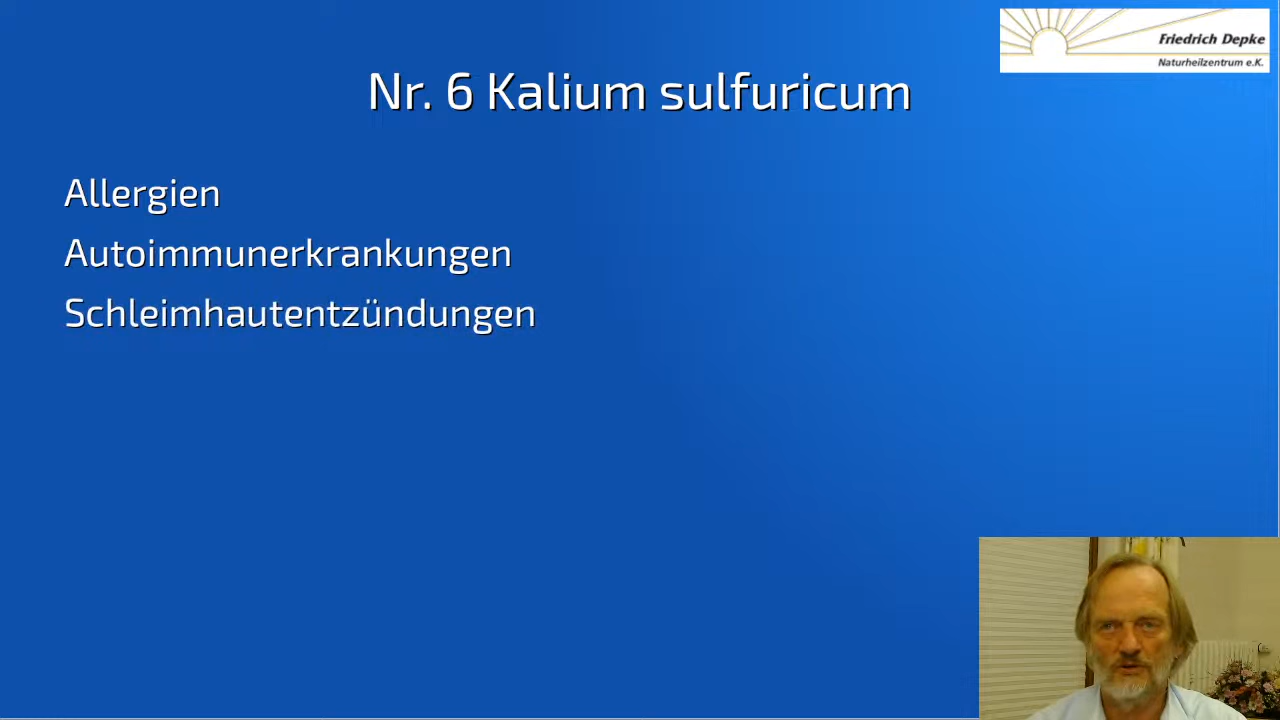 Friedrich Depke
Naturheilzentrum e.K.
Nr. 6 Kalium sulfuricum
Allergien
Autoimmunerkrankungen
Schleimhautentzündungen